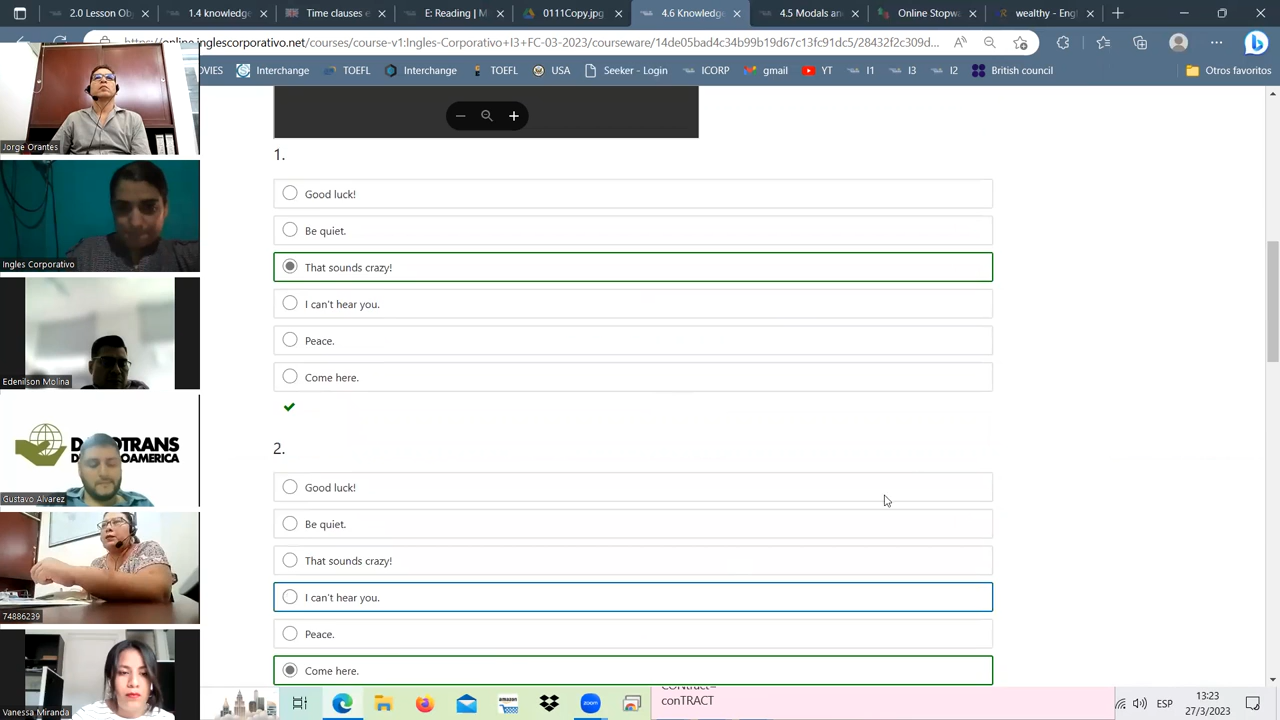 2.0 Lesson Ob
1.4 knowledge
Time clauses e
E: Reading | M
0111Copy.jpg
4.6 Knowledge
4.5 Modals an
Online Stopw
wealthy - Engl
online.inglescorporativo.net/courses/course-v1:Ingles-Corporativo+I3+FC-03-2023/courseware/14de05bad4c34b99b19d67c13fc91dc5/28432f2c309d...
OVIES
Interchange
TOEFL
Interchange
TOEFL
USA
Seeker - Login
ICORP
gmail
YT
I1
I3
I2
British council
Otros favoritos
Jorge Orantes
Ingles Corporativo
Edenilson Molina
Gustavo Alvarez
74886239
Vanessa Miranda
1.
Good luck!
Be quiet.
That sounds crazy!
I can't hear you.
Peace.
Come here.
2.
Good luck!
Be quiet.
That sounds crazy!
I can't hear you.
Peace.
Come here.
amazon
conTRACT
ESP
13:23
27/3/2023